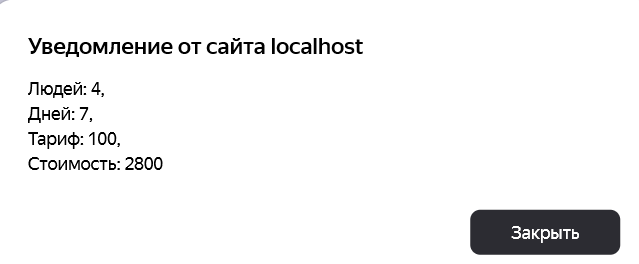 Уведомление от сайта localhost
Людей: 4,
Дней: 7,
Тариф: 100,
Стоимость: 2800
Закрыть